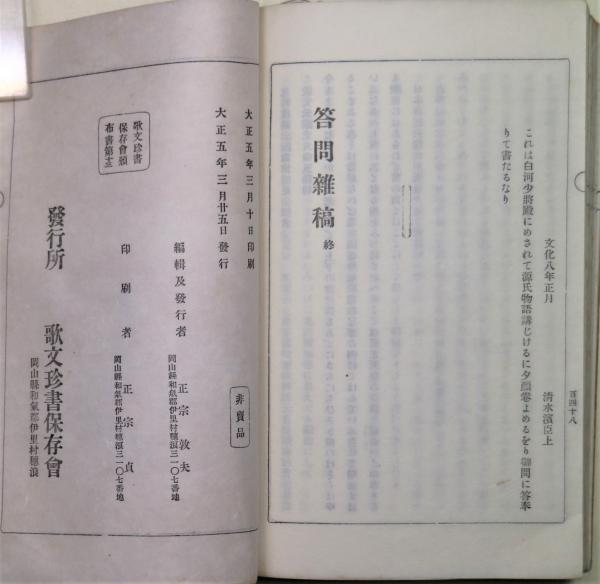 文化八年正月
清水濱臣上
これは白河少將殿にめされて源氏物語講じけるに夕顔卷よめるをり御問に答奉
りて書たるなり
答問雜稿 終
百四十八
大正五年三月十日印刷
大正五年三月廿五日發行
編輯及發行者
正宗敦夫
岡山縣和氣郡伊里村穗浪三一〇七番地
印刷者
正宗貞
岡山縣和氣郡伊里村穗浪三一〇七番地
非賣品
歌文珍書
保存會頒
布書第十三
發行所
歌文珍書保存會
岡山縣和氣郡伊里村穗浪